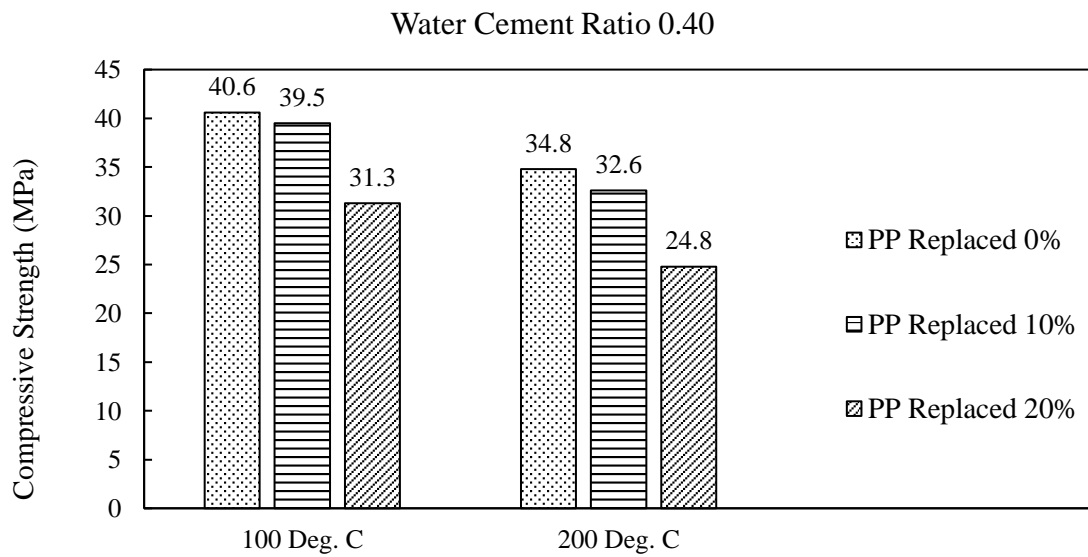 Water Cement Ratio 0.40
Compressive Strength (MPa)
45
40
35
30
25
20
15
10
5
0
40.6
39.5
31.3
34.8
32.6
24.8
100 Deg. C
200 Deg. C
PP Replaced 0%
PP Replaced 10%
PP Replaced 20%